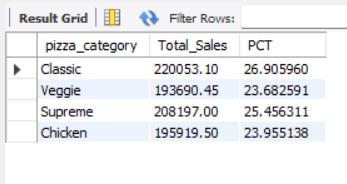 Result Grid Filter Rows:
pizza_category Total_Sales PCT
Classic 220053.10 26.905960
Veggie 193690.45 23.682591
Supreme 208197.00 25.456311
Chicken 195919.50 23.955138